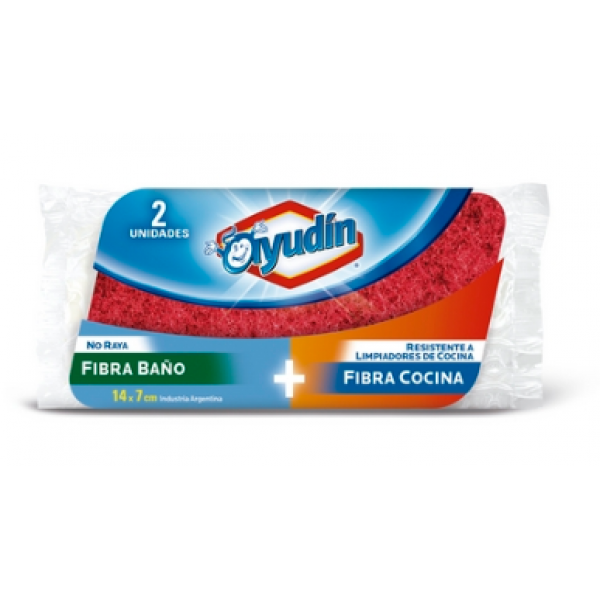 2
UNIDADES
ayudín
®
NO RAYA
FIBRA BAÑO
14 x 7 cm Industria Argentina
+
RESISTENTE A
LIMPIADORES DE COCINA
FIBRA COCINA